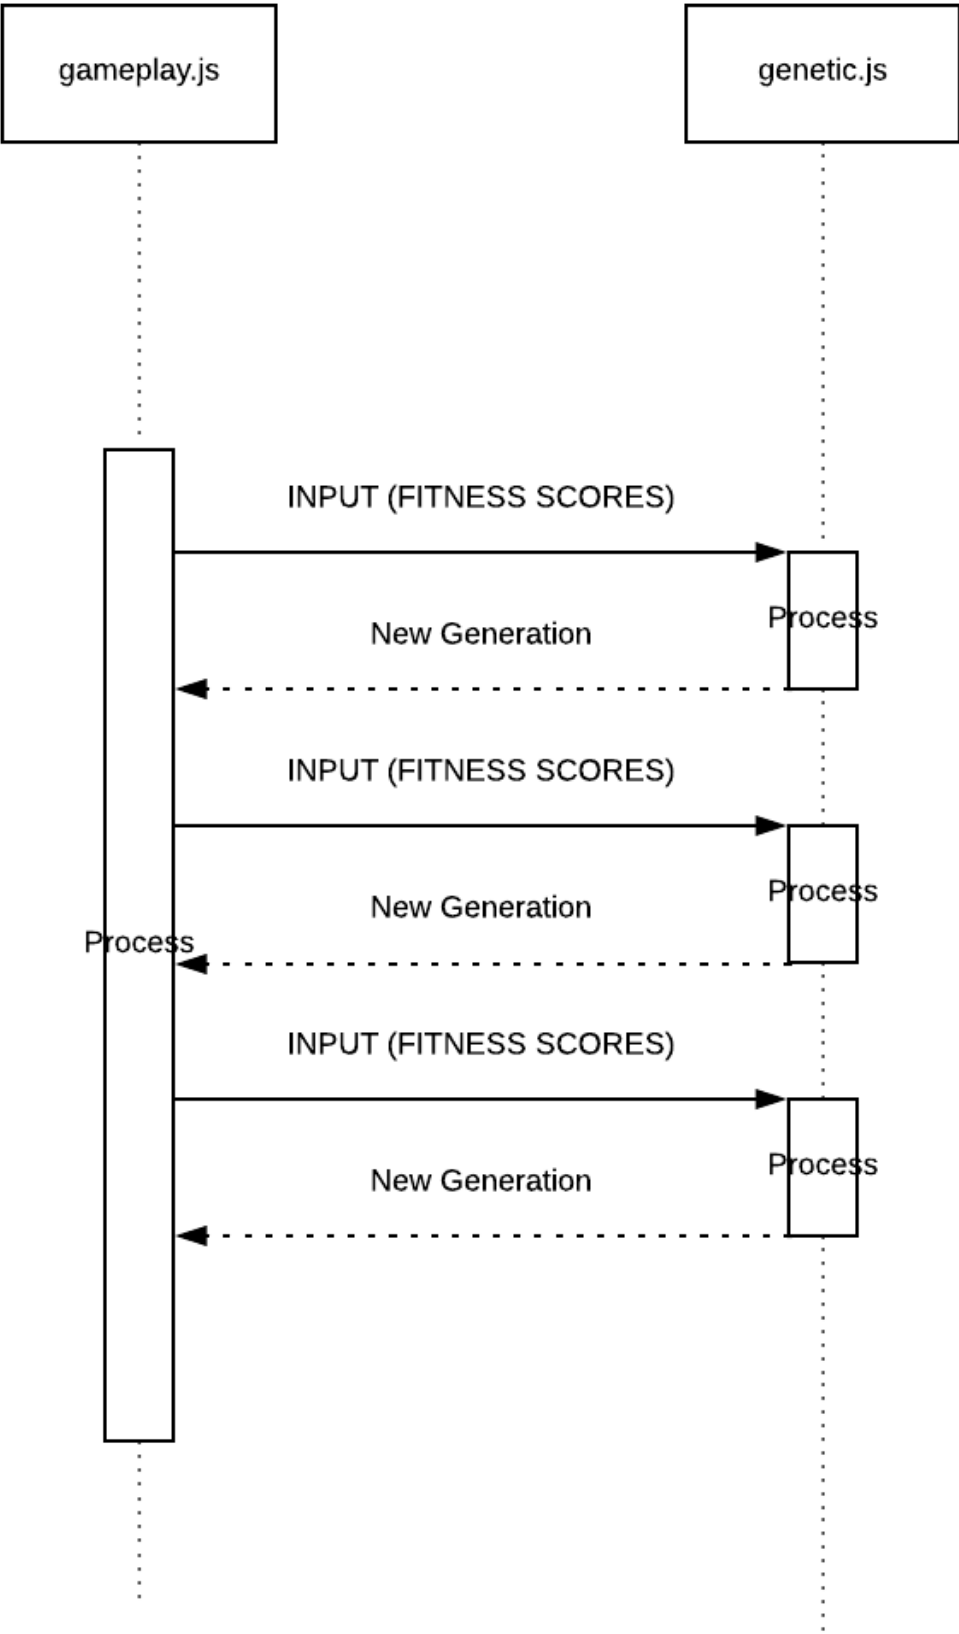 gameplay.js
genetic.js
INPUT (FITNESS SCORES)
Process
New Generation
INPUT (FITNESS SCORES)
Process
New Generation
Process
INPUT (FITNESS SCORES)
Process
New Generation